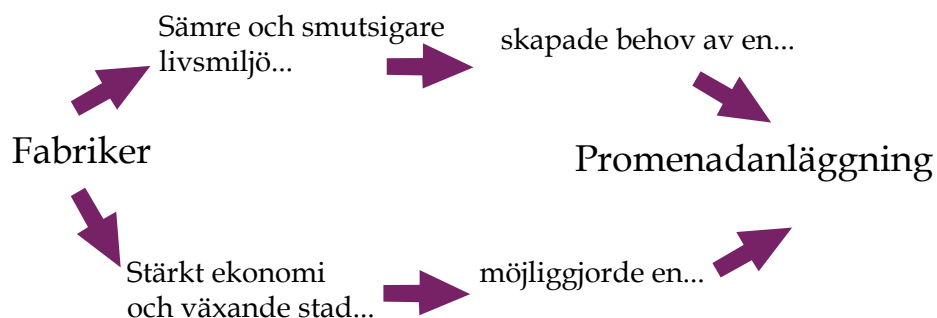 Sämre och smutsigare
livsmiljö...
skapade behov av en...
Fabriker
Promenadanläggning
Stärkt ekonomi
och växande stad...
möjliggjorde en...